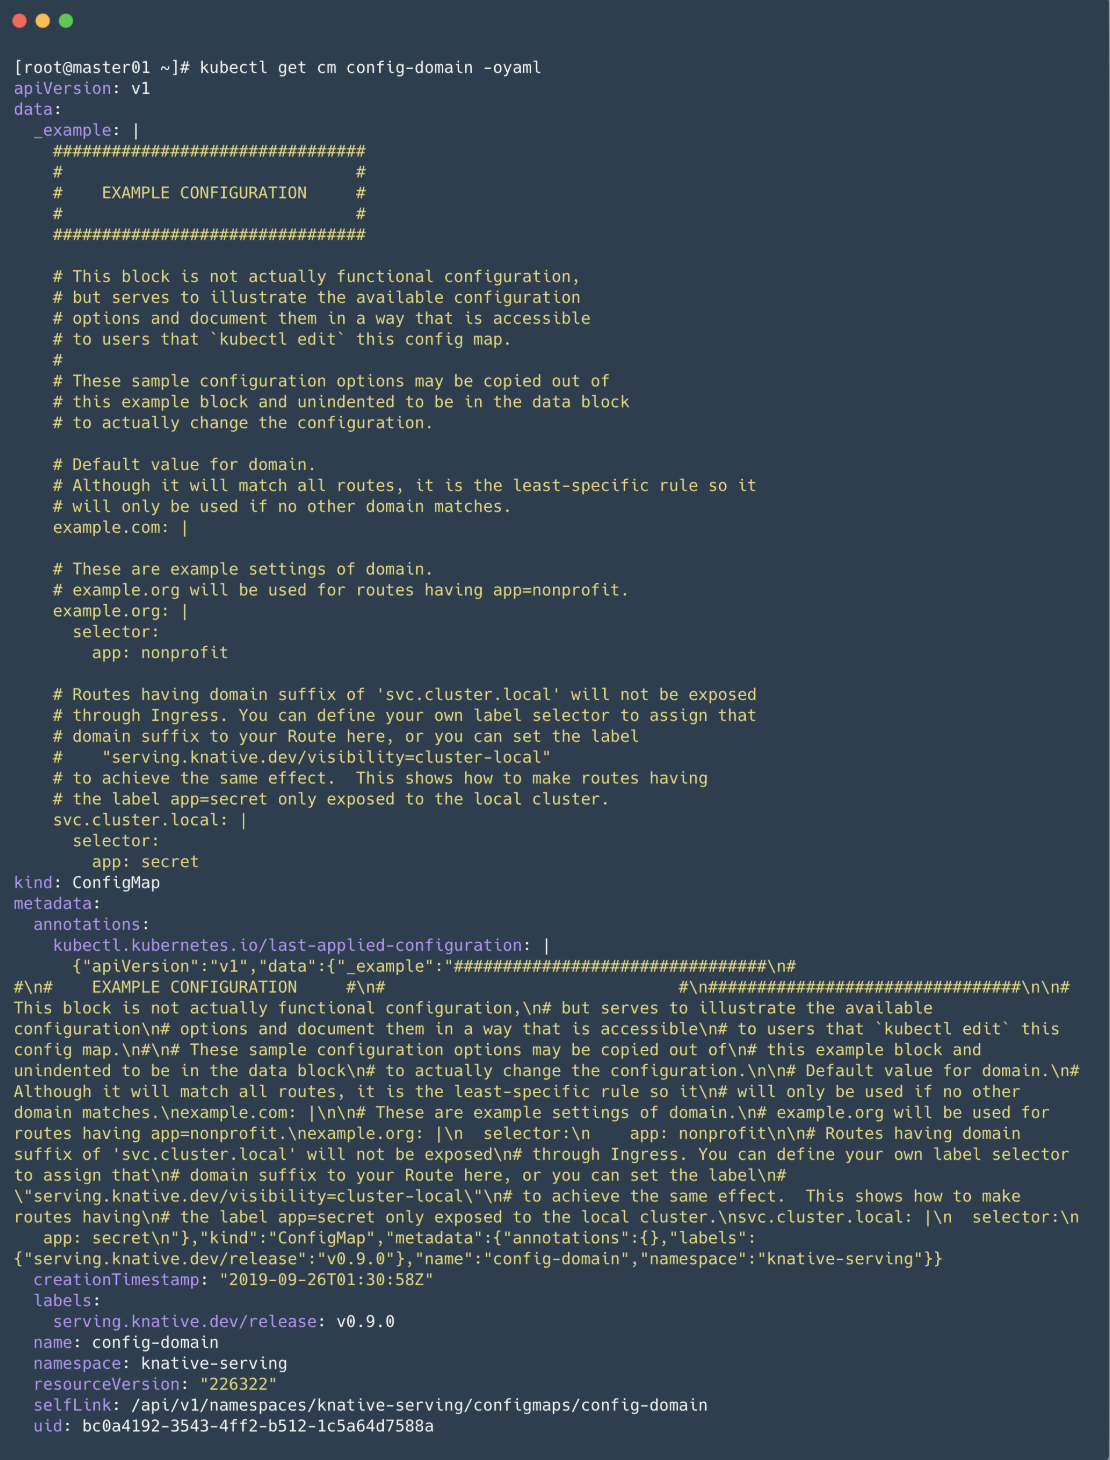 [root@master01 ~]# kubectl get cm config-domain -oyaml
apiVersion: v1
data:
  _example: |
    ################################
    #                              #
    #    EXAMPLE CONFIGURATION     #
    #                              #
    ################################

    # This block is not actually functional configuration,
    # but serves to illustrate the available configuration
    # options and document them in a way that is accessible
    # to users that `kubectl edit` this config map.
    #
    # These sample configuration options may be copied out of
    # this example block and unindented to be in the data block
    # to actually change the configuration.

    # Default value for domain.
    # Although it will match all routes, it is the least-specific rule so it
    # will only be used if no other domain matches.
    example.com: |

    # These are example settings of domain.
    # example.org will be used for routes having app=nonprofit.
    example.org: |
      selector:
        app: nonprofit

    # Routes having domain suffix of 'svc.cluster.local' will not be exposed
    # through Ingress. You can define your own label selector to assign that
    # domain suffix to your Route here, or you can set the label
    #    "serving.knative.dev/visibility=cluster-local"
    # to achieve the same effect.  This shows how to make routes having
    # the label app=secret only exposed to the local cluster.
    svc.cluster.local: |
      selector:
        app: secret
kind: ConfigMap
metadata:
  annotations:
    kubectl.kubernetes.io/last-applied-configuration: |
      {"apiVersion":"v1","data":{"_example":"################################\n#
#\n#    EXAMPLE CONFIGURATION     #\n#                              #\n################################\n\n#
This block is not actually functional configuration,\n# but serves to illustrate the available
configuration\n# options and document them in a way that is accessible\n# to users that `kubectl edit` this
config map.\n#\n# These sample configuration options may be copied out of\n# this example block and
unindented to be in the data block\n# to actually change the configuration.\n\n# Default value for domain.\n#
Although it will match all routes, it is the least-specific rule so it\n# will only be used if no other
domain matches.\nexample.com: |\n\n# These are example settings of domain.\n# example.org will be used for
routes having app=nonprofit.\nexample.org: |\n  selector:\n    app: nonprofit\n\n# Routes having domain
suffix of 'svc.cluster.local' will not be exposed\n# through Ingress. You can define your own label selector
to assign that\n# domain suffix to your Route here, or you can set the label\n#
\"serving.knative.dev/visibility=cluster-local\"\n# to achieve the same effect.  This shows how to make
routes having\n# the label app=secret only exposed to the local cluster.\nsvc.cluster.local: |\n  selector:\n
   app: secret\n"},"kind":"ConfigMap","metadata":{"annotations":{},"labels":
{"serving.knative.dev/release":"v0.9.0"},"name":"config-domain","namespace":"knative-serving"}}
  creationTimestamp: "2019-09-26T01:30:58Z"
  labels:
    serving.knative.dev/release: v0.9.0
  name: config-domain
  namespace: knative-serving
  resourceVersion: "226322"
  selfLink: /api/v1/namespaces/knative-serving/configmaps/config-domain
  uid: bc0a4192-3543-4ff2-b512-1c5a64d7588a